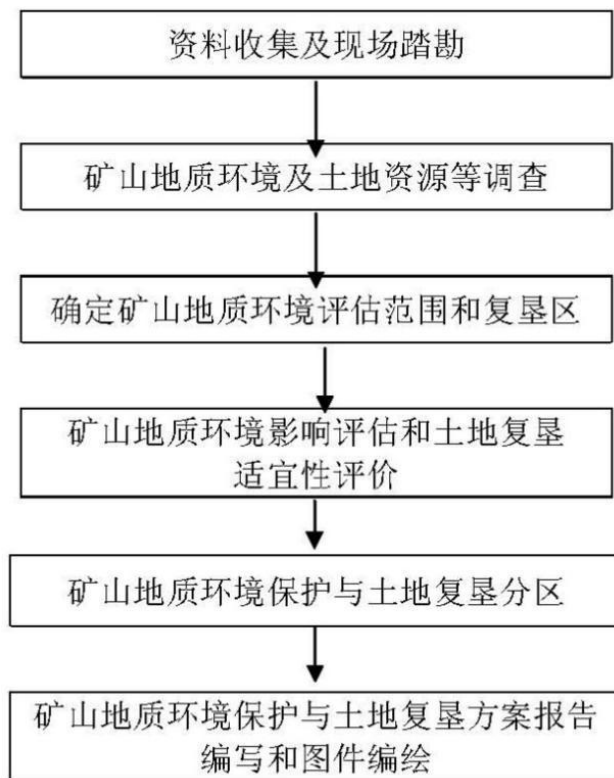 资料收集及现场踏勘
矿山地质环境及土地资源等调查
确定矿山地质环境评估范围和复垦区
矿山地质环境影响评估和土地复垦
适宜性评价
矿山地质环境保护与土地复垦分区
矿山地质环境保护与土地复垦方案报告
编写和图件编绘